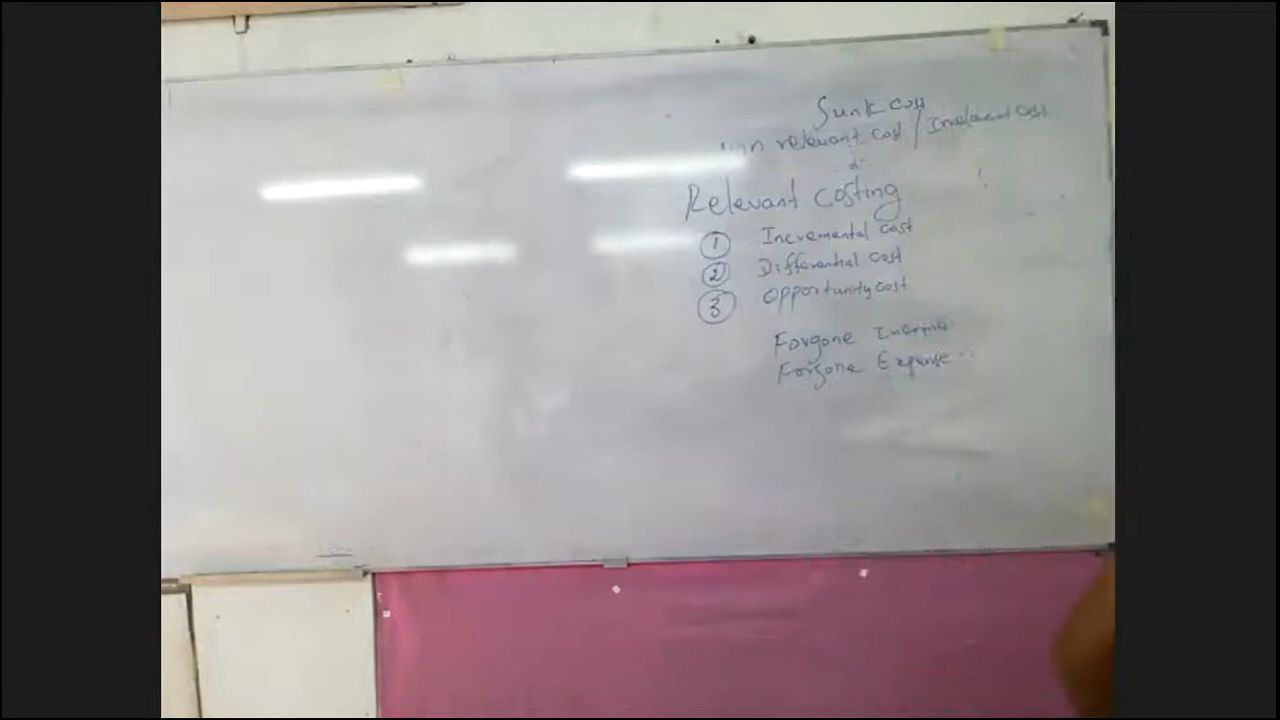 Sunk cost
Non relevant cost / Irrelevant cost
Relevant Costing
1 Incremental cost
2 Differential cost
3 Opportunity cost
Forgone
Forgone Expense